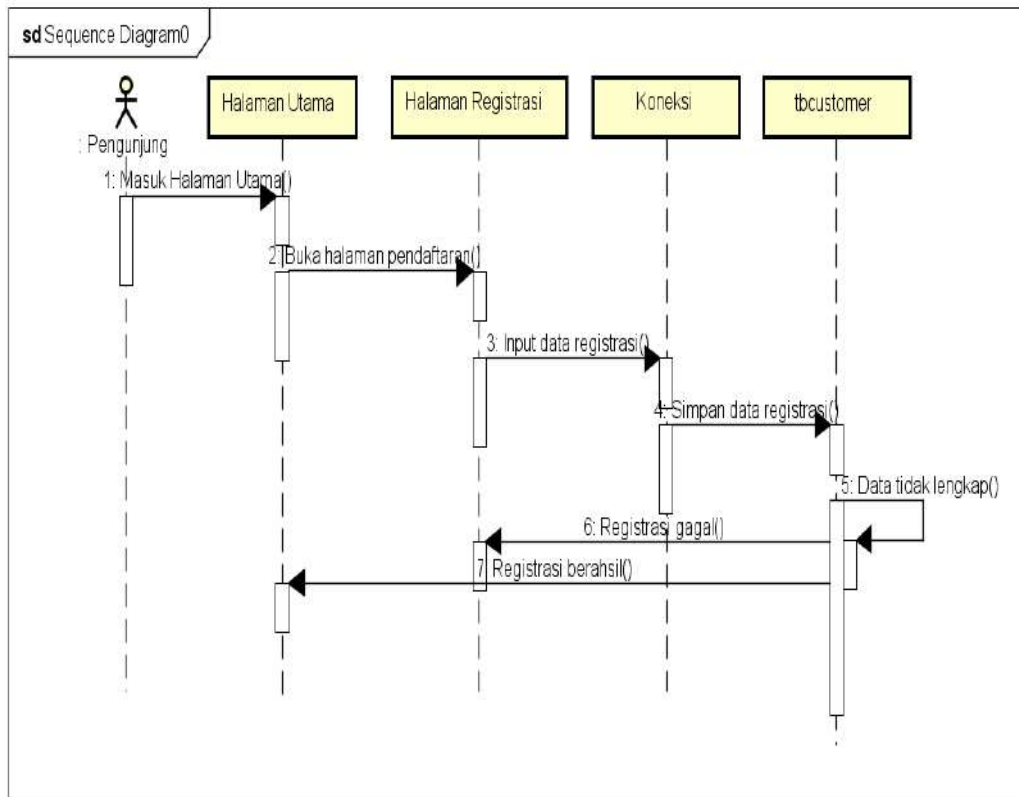 sd Sequence Diagram0
: Pengunjung
Halaman Utama
Halaman Registrasi
Koneksi
tbcustomer
1: Masuk Halaman Utama()
2: Buka halaman pendaftaran()
3: Input data registrasi()
4: Simpan data registrasi()
5: Data tidak lengkap()
6: Registrasi gagal()
7: Registrasi berahsil()